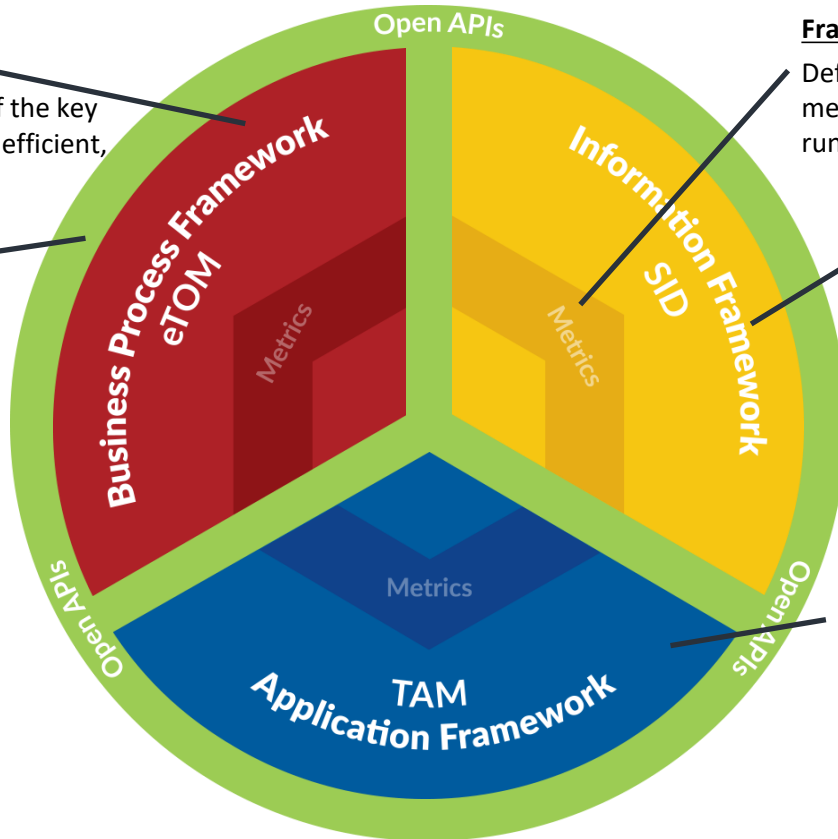 Open APIs
Fra
Def
me
run
f the key
efficient,
Business Process Framework
eTOM
Metrics
Information Framework
SID
Metrics
Open APIs
Open APIs
Metrics
TAM
Application Framework